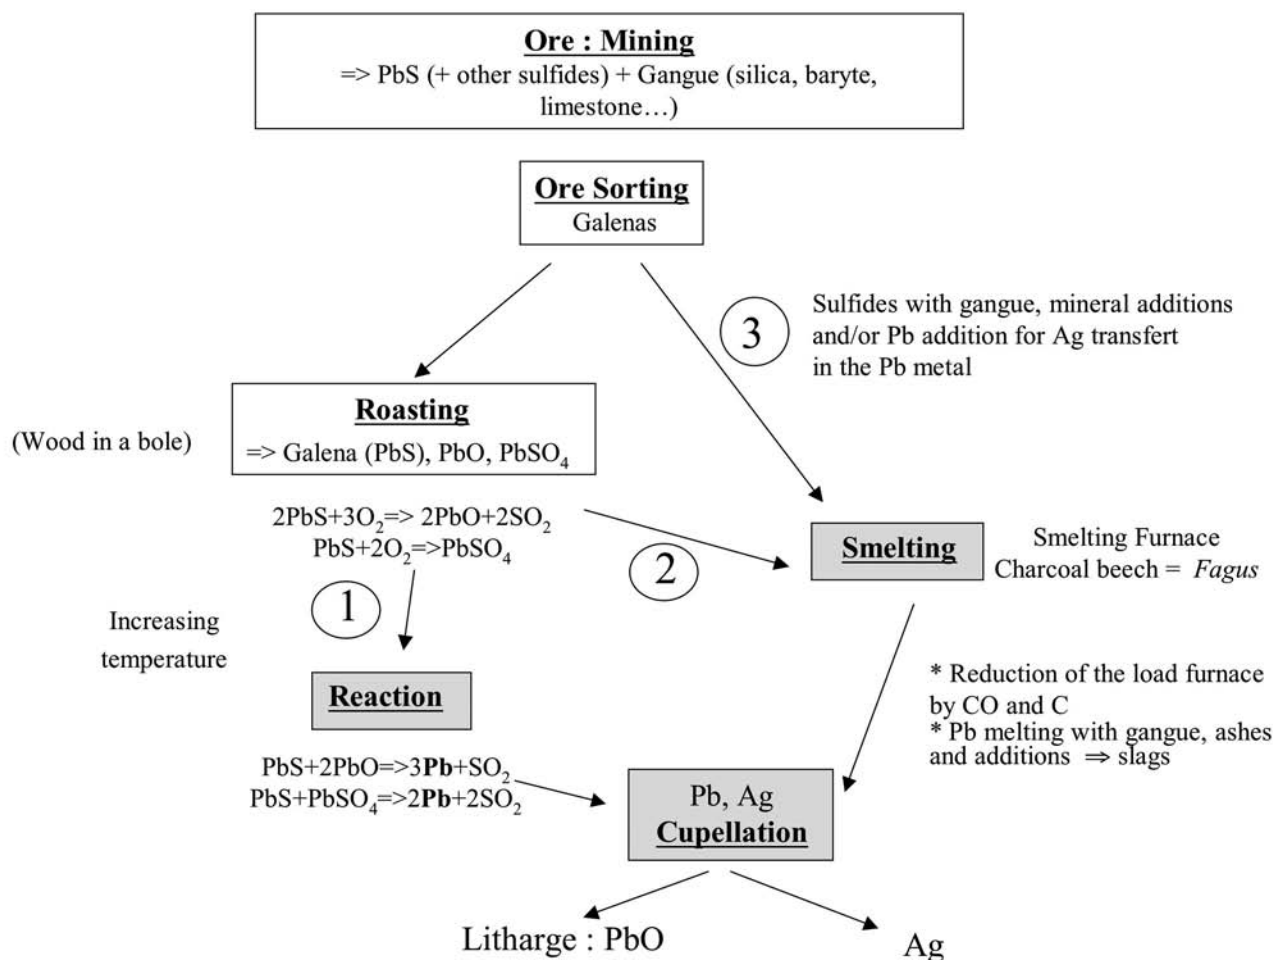 Ore : Mining
=> PbS (+ other sulfides) + Gangue (silica, baryte,
limestone…)
Ore Sorting
Galenas
3
Sulfides with gangue, mineral additions
and/or Pb addition for Ag transfert
in the Pb metal
(Wood in a bole)
Roasting
=> Galena (PbS), PbO, PbSO₄
2PbS+3O₂=> 2PbO+2SO₂
PbS+2O₂=>PbSO₄
2
Smelting
Smelting Furnace
Charcoal beech = Fagus
1
Increasing
temperature
Reaction
* Reduction of the load furnace
by CO and C
* Pb melting with gangue, ashes
and additions ⇒ slags
PbS+2PbO=>3Pb+SO₂
PbS+PbSO₄=>2Pb+2SO₂
Pb, Ag
Cupellation
Litharge : PbO
Ag